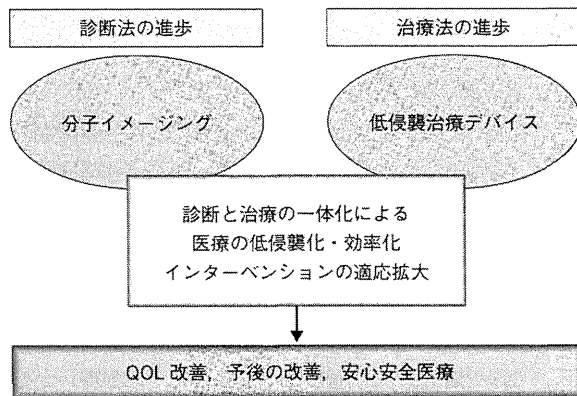 診断法の進歩
治療法の進歩
分子イメージング
低侵襲治療デバイス
診断と治療の一体化による
医療の低侵襲化・効率化
インターベンションの適応拡大
QOL 改善，予後の改善，安心安全医療